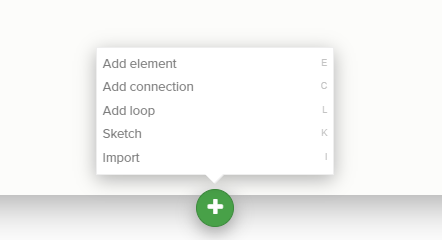 Add element E
Add connection C
Add loop L
Sketch K
Import I